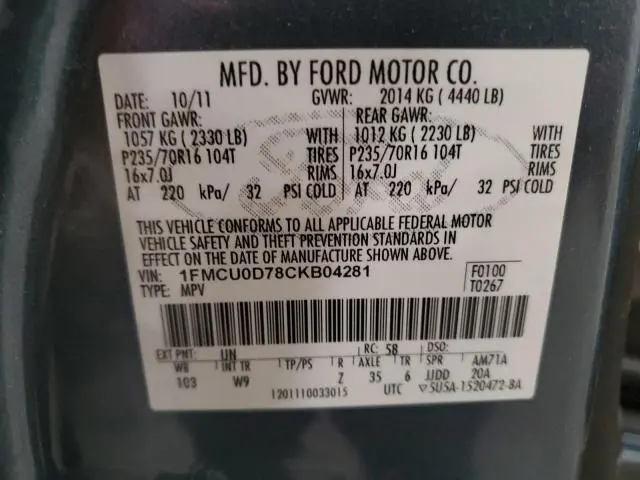 MFD. BY FORD MOTOR CO.
DATE: 10/11 GVWR: 2014 KG ( 4440 LB)
FRONT GAWR: REAR GAWR:
1057 KG ( 2330 LB) WITH 1012 KG ( 2230 LB) WITH
P235/70R16 104T TIRES P235/70R16 104T TIRES
16x7.0J RIMS 16x7.0J RIMS
AT 220 kPa/ 32 PSI COLD AT 220 kPa/ 32 PSI COLD
THIS VEHICLE CONFORMS TO ALL APPLICABLE FEDERAL MOTOR
VEHICLE SAFETY AND THEFT PREVENTION STANDARDS IN
EFFECT ON THE DATE OF MANUFACTURE SHOWN ABOVE.
VIN: 1FMCU0D78CKB04281 F0100
TYPE: MPV T0267
EXT PNT: UN RC: 58 DSO:
WB INT TR TP/PS R AXLE TR SPR AM71A
103 W9 Z 35 6 JJDD 20A
1201110033015 UTC ▽5USA-1520472-BA